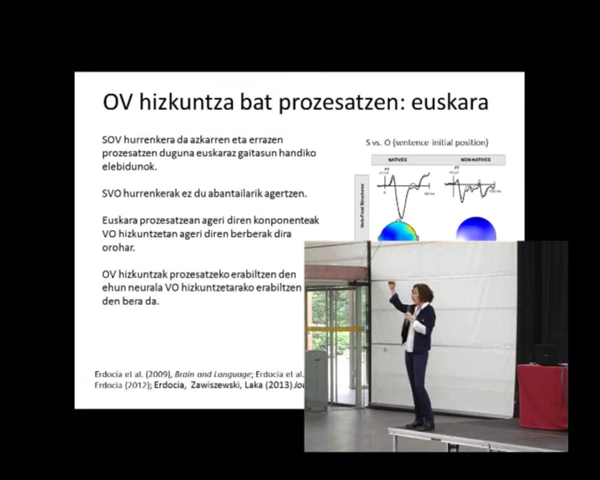 OV hizkuntza bat prozesatzen: euskara
SOV hurrenkera da azkarren eta errazen
prozesatzen duguna euskaraz gaitasun handiko
elebidunok.
SVO hurrenkerak ez du abantailarik agertzen.
Euskara prozesatzean ageri diren konponenteak
VO hizkuntzetan ageri diren berberak dira
orohar.
OV hizkuntzak prozesatzeko erabiltzen den
ehun neurala VO hizkuntzetarako erabiltzen
den bera da.
S vs. O (sentence initial position)
NATIVES
NON-NATIVES
Erdocia et al. (2009), Brain and Language; Erdocia et al.
Erdocia (2012); Erdocia, Zawiszewski, Laka (2013)